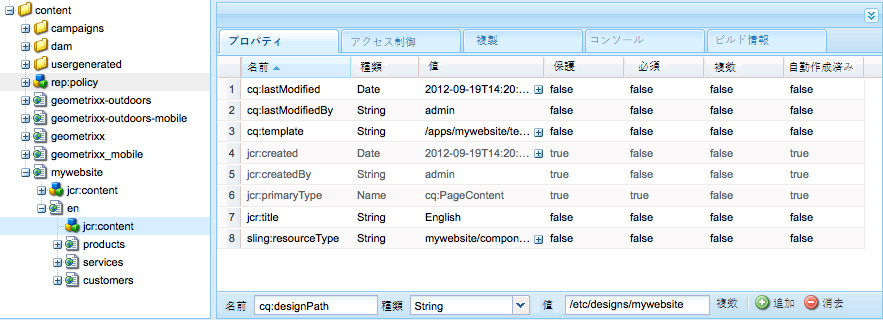 content
campaigns
dam
usergenerated
rep:policy
geometrixx-outdoors
geometrixx-outdoors-mobile
geometrixx
geometrixx_mobile
mywebsite
jcr:content
en
jcr:content
products
services
customers
プロパティ アクセス制御 複製 コンソール ビルド情報
名前 種類 値 保護 必須 複数 自動作成済み
1 cq:lastModified Date 2012-09-19T14:20:... false false false false
2 cq:lastModifiedBy String admin false false false false
3 cq:template String /apps/mywebsite/te... false false false false
4 jcr:created Date 2012-09-19T14:20:... true false false true
5 jcr:createdBy String admin true false false true
6 jcr:primaryType Name cq:PageContent true true false true
7 jcr:title String English false false false false
8 sling:resourceType String mywebsite/compon... false false false false
名前 cq:designPath 種類 String 値 /etc/designs/mywebsite 複数 追加 消去